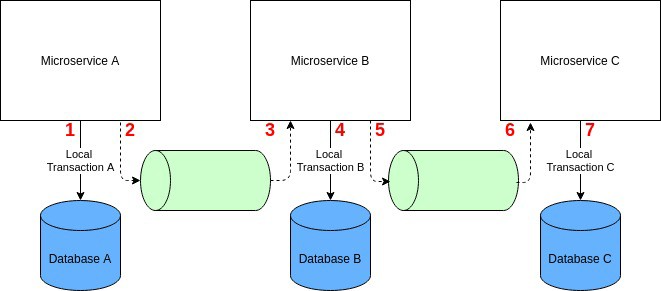 Microservice A
Microservice B
Microservice C
1
2
3
4
5
6
7
Local
Transaction A
Local
Transaction B
Local
Transaction C
Database A
Database B
Database C